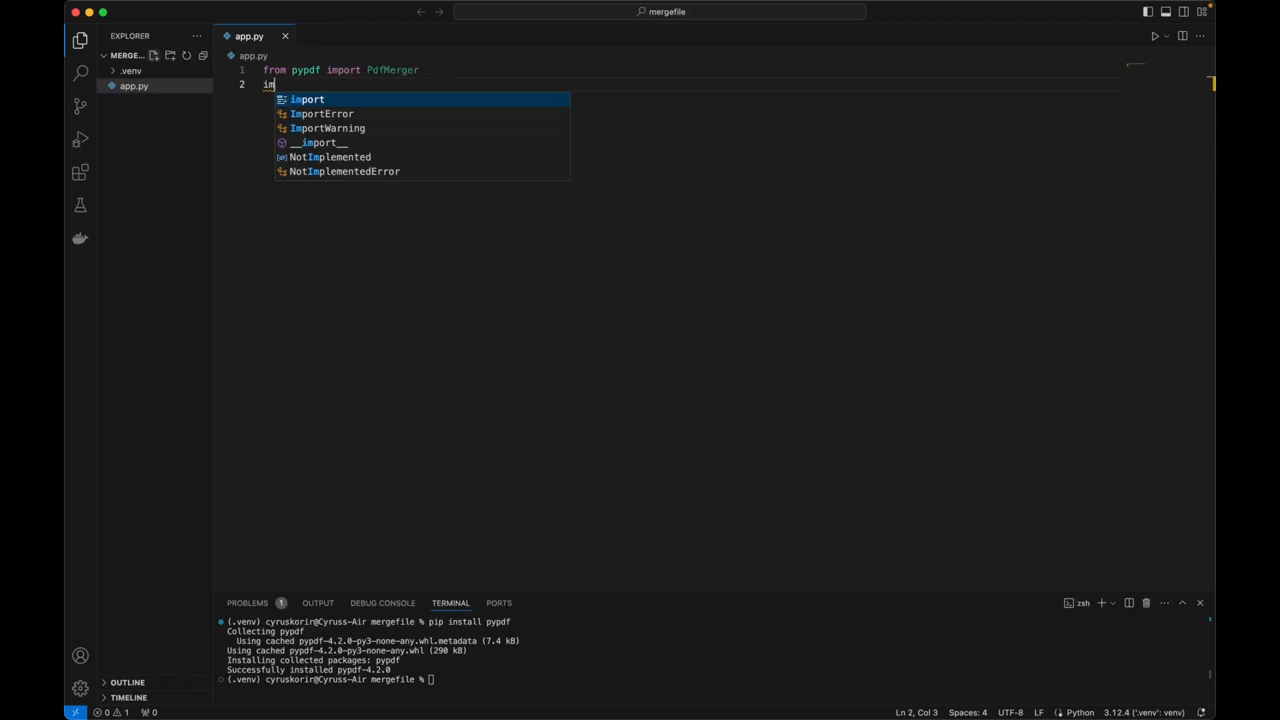 mergefile
EXPLORER
app.py
MERGE...
app.py
.venv
app.py
1 from pypdf import PdfMerger
2 im
import
ImportError
ImportWarning
__import__
NotImplemented
NotImplementedError
PROBLEMS 1 OUTPUT DEBUG CONSOLE TERMINAL PORTS
zsh
(.venv) cyruskorir@Cyruss-Air mergefile % pip install pypdf
Collecting pypdf
Using cached pypdf-4.2.0-py3-none-any.whl.metadata (7.4 kB)
Using cached pypdf-4.2.0-py3-none-any.whl (290 kB)
Installing collected packages: pypdf
Successfully installed pypdf-4.2.0
(.venv) cyruskorir@Cyruss-Air mergefile %
OUTLINE
TIMELINE
0 1 0 Ln 2, Col 3 Spaces: 4 UTF-8 LF Python 3.12.4 ('.venv': venv)